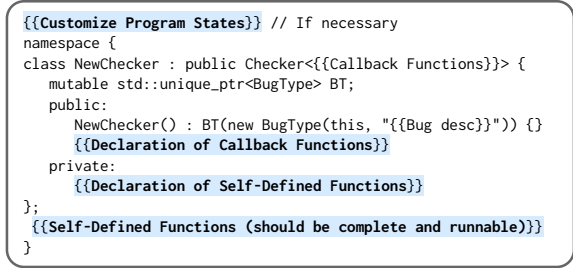 {{Customize Program States}} // If necessary
namespace {
class NewChecker : public Checker<{{Callback Functions}}> {
   mutable std::unique_ptr<BugType> BT;
   public:
      NewChecker() : BT(new BugType(this, "{{Bug desc}}")) {}
      {{Declaration of Callback Functions}}
   private:
      {{Declaration of Self-Defined Functions}}
};
{{Self-Defined Functions (should be complete and runnable)}}
}